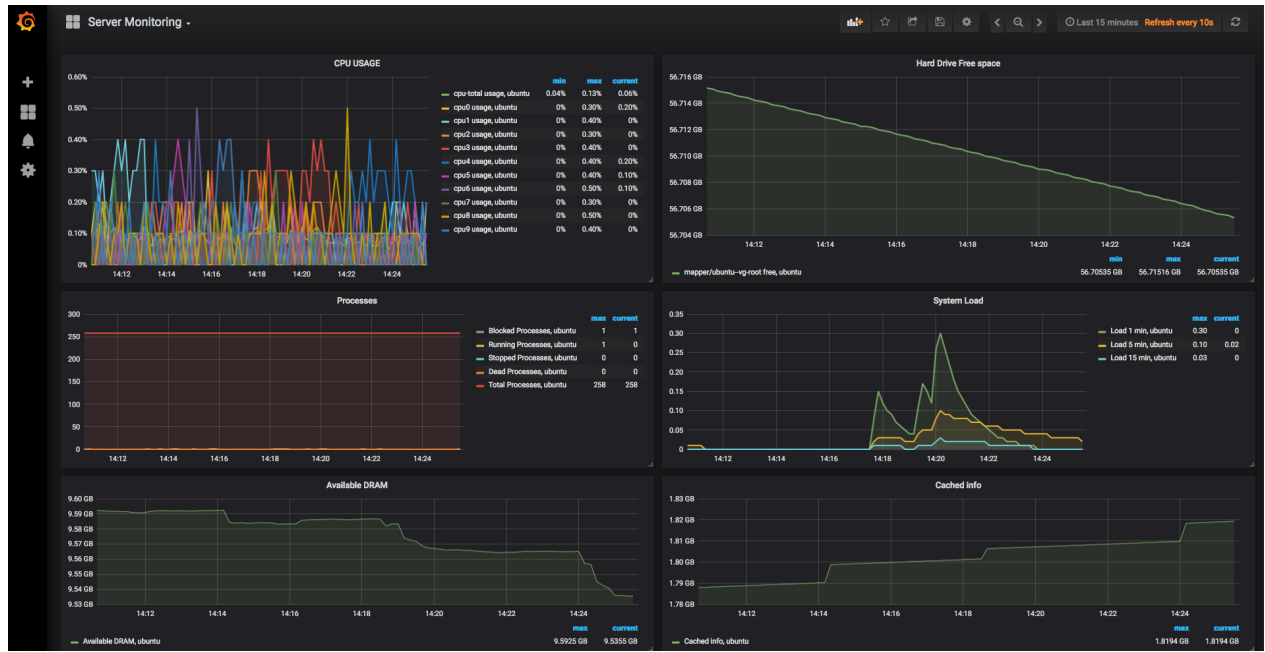 Server Monitoring
Last 15 minutes Refresh every 10s
CPU USAGE
0.60%
0.50%
0.40%
0.30%
0.20%
0.10%
0%
14:12 14:14 14:16 14:18 14:20 14:22 14:24
min max current
cpu-total usage, ubuntu 0.04% 0.13% 0.06%
cpu0 usage, ubuntu 0% 0.30% 0.20%
cpu1 usage, ubuntu 0% 0.40% 0%
cpu2 usage, ubuntu 0% 0.30% 0%
cpu3 usage, ubuntu 0% 0.40% 0%
cpu4 usage, ubuntu 0% 0.40% 0.20%
cpu5 usage, ubuntu 0% 0.40% 0.10%
cpu6 usage, ubuntu 0% 0.50% 0.10%
cpu7 usage, ubuntu 0% 0.30% 0%
cpu8 usage, ubuntu 0% 0.50% 0%
cpu9 usage, ubuntu 0% 0.40% 0%
Hard Drive Free space
56.716 GB
56.714 GB
56.712 GB
56.710 GB
56.708 GB
56.706 GB
56.704 GB
14:12 14:14 14:16 14:18 14:20 14:22 14:24
min max current
mapper/ubuntu-vg-root free, ubuntu 56.70535 GB 56.71516 GB 56.70535 GB
Processes
300
250
200
150
100
50
0
14:12 14:14 14:16 14:18 14:20 14:22 14:24
max current
Blocked Processes, ubuntu 1 1
Running Processes, ubuntu 1 0
Stopped Processes, ubuntu 0 0
Dead Processes, ubuntu 0 0
Total Processes, ubuntu 258 258
System Load
0.35
0.30
0.25
0.20
0.15
0.10
0.05
0
14:12 14:14 14:16 14:18 14:20 14:22 14:24
max current
Load 1 min, ubuntu 0.30 0
Load 5 min, ubuntu 0.10 0.02
Load 15 min, ubuntu 0.03 0
Available DRAM
9.60 GB
9.59 GB
9.58 GB
9.57 GB
9.56 GB
9.55 GB
9.54 GB
9.53 GB
14:12 14:14 14:16 14:18 14:20 14:22 14:24
max current
Available DRAM, ubuntu 9.5925 GB 9.5355 GB
Cached info
1.83 GB
1.82 GB
1.81 GB
1.80 GB
1.79 GB
1.78 GB
14:12 14:14 14:16 14:18 14:20 14:22 14:24
max current
Cached info, ubuntu 1.8194 GB 1.8194 GB